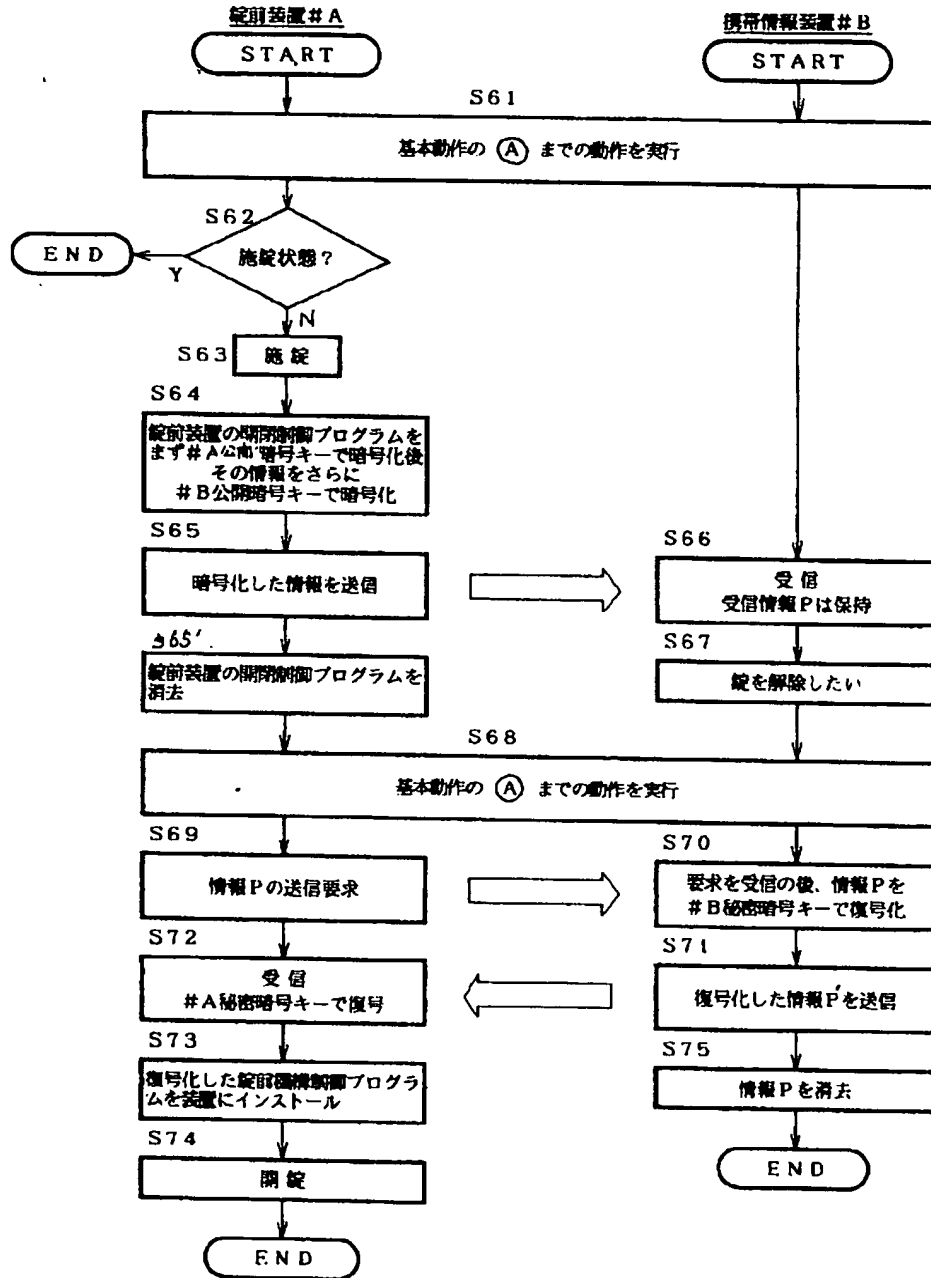 錠前装置#A
START
携帯情報装置#B
START
S61
基本動作の Ⓐ までの動作を実行
S62
施錠状態?
END
Y
N
S63
施錠
S64
錠前装置の開閉制御プログラムを
まず#A公開暗号キーで暗号化後
その情報をさらに
#B公開暗号キーで暗号化
S65
暗号化した情報を送信
S66
受信
受信情報Pは保持
S65'
錠前装置の開閉制御プログラムを
消去
S67
錠を解除したい
S68
基本動作の Ⓐ までの動作を実行
S69
情報Pの送信要求
S70
要求を受信の後、情報Pを
#B秘密暗号キーで復号化
S72
受信
#A秘密暗号キーで復号
S71
復号化した情報P'を送信
S73
復号化した錠前機構制御プログラ
ムを装置にインストール
S75
情報Pを消去
S74
開錠
END
END